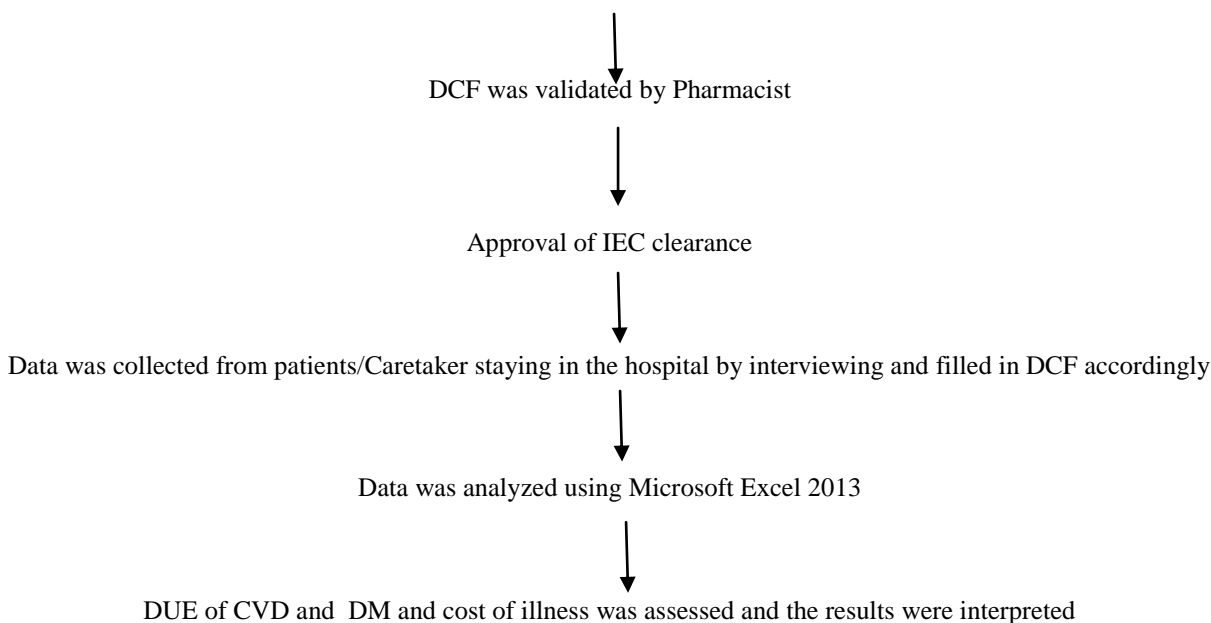 DCF was validated by Pharmacist
Approval of IEC clearance
Data was collected from patients/Caretaker staying in the hospital by interviewing and filled in DCF accordingly
Data was analyzed using Microsoft Excel 2013
DUE of CVD and DM and cost of illness was assessed and the results were interpreted